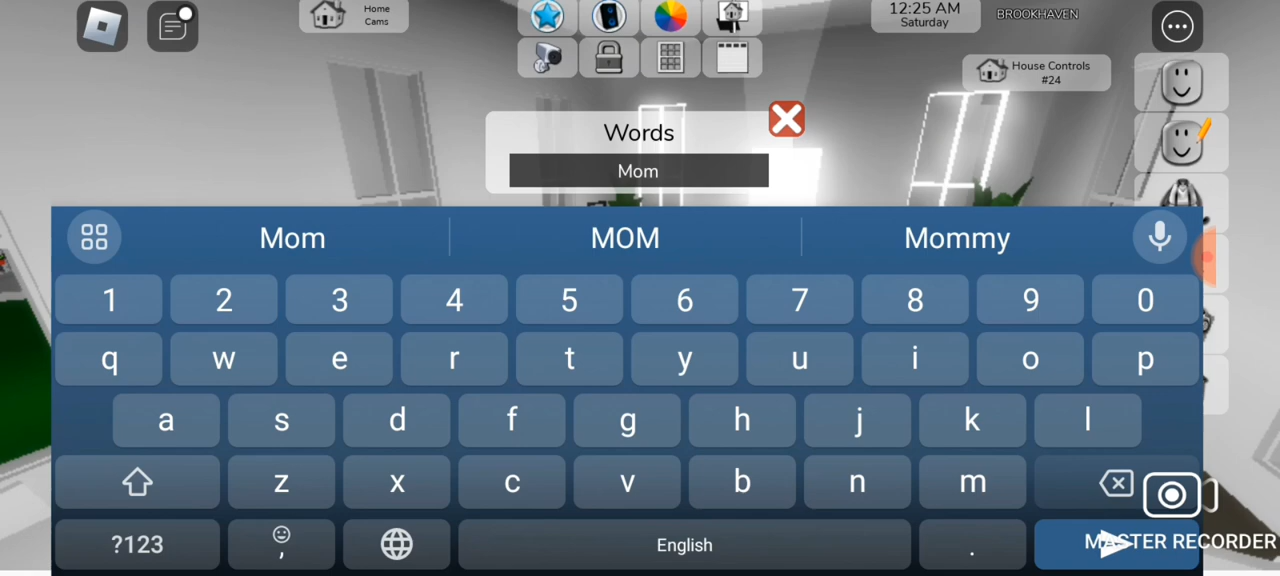 Home
Cams
12:25 AM
Saturday
BROOKHAVEN
House Controls
#24
Words
Mom
Mom MOM Mommy
1 2 3 4 5 6 7 8 9 0
q w e r t y u i o p
a s d f g h j k l
z x c v b n m
?123 , English .
MASTER RECORDER